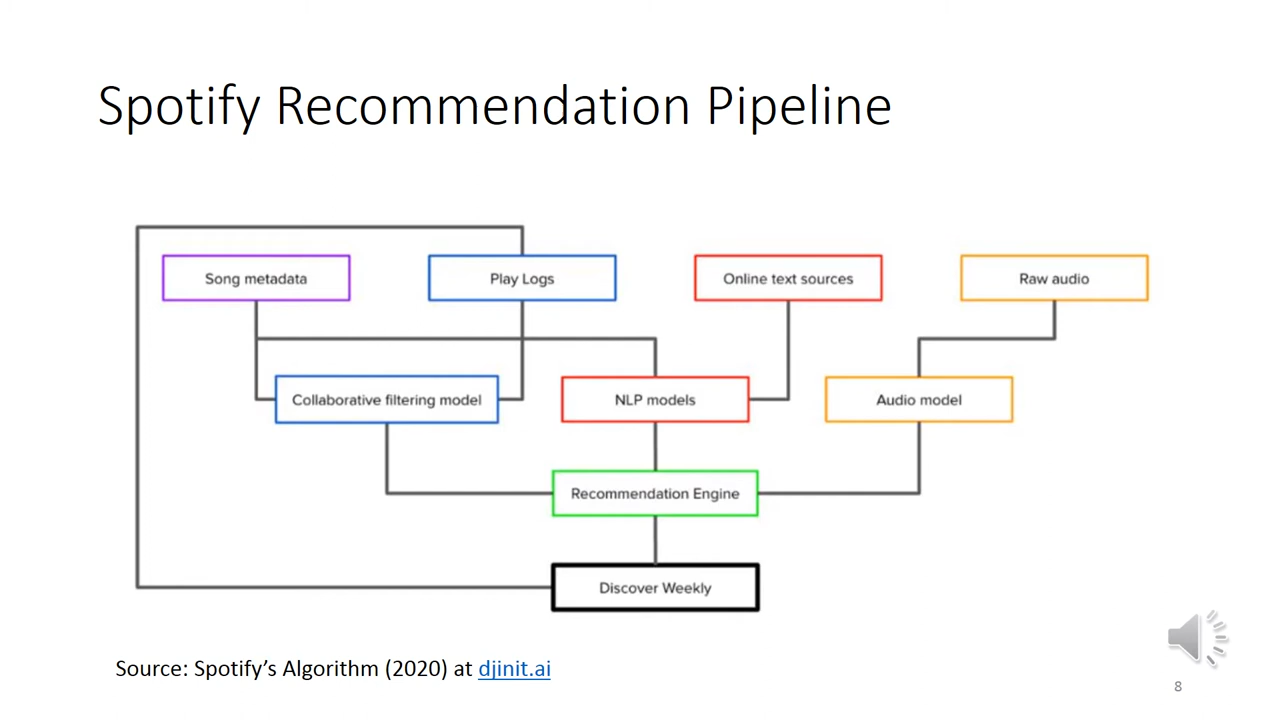 Spotify Recommendation Pipeline
Song metadata
Play Logs
Online text sources
Raw audio
Collaborative filtering model
NLP models
Audio model
Recommendation Engine
Discover Weekly
Source: Spotify’s Algorithm (2020) at djinit.ai
8